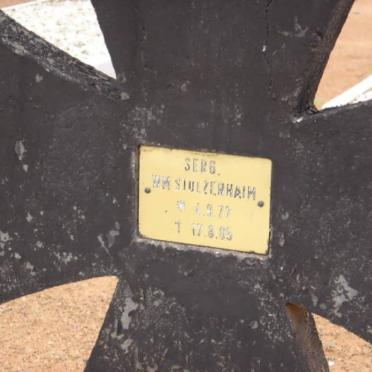 SERG.
WM STOLZENHAIM
* 4.9.77
† 17.8.05